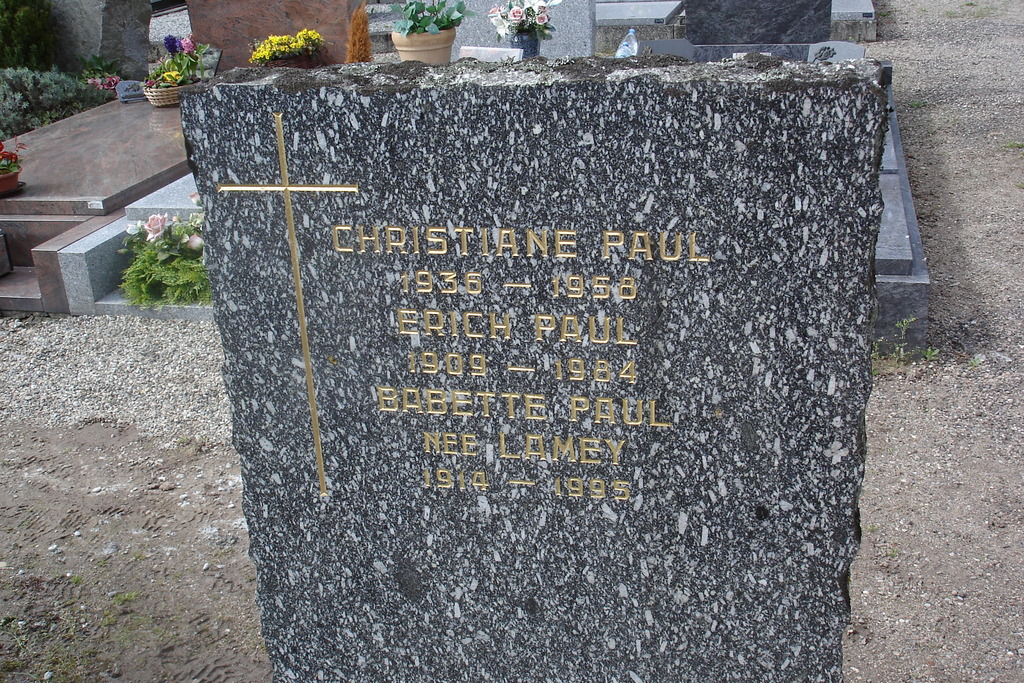 CHRISTIANE PAUL
1936 — 1958
ERICH PAUL
1909 — 1984
BABETTE PAUL
NEE LAMEY
1914 — 1995